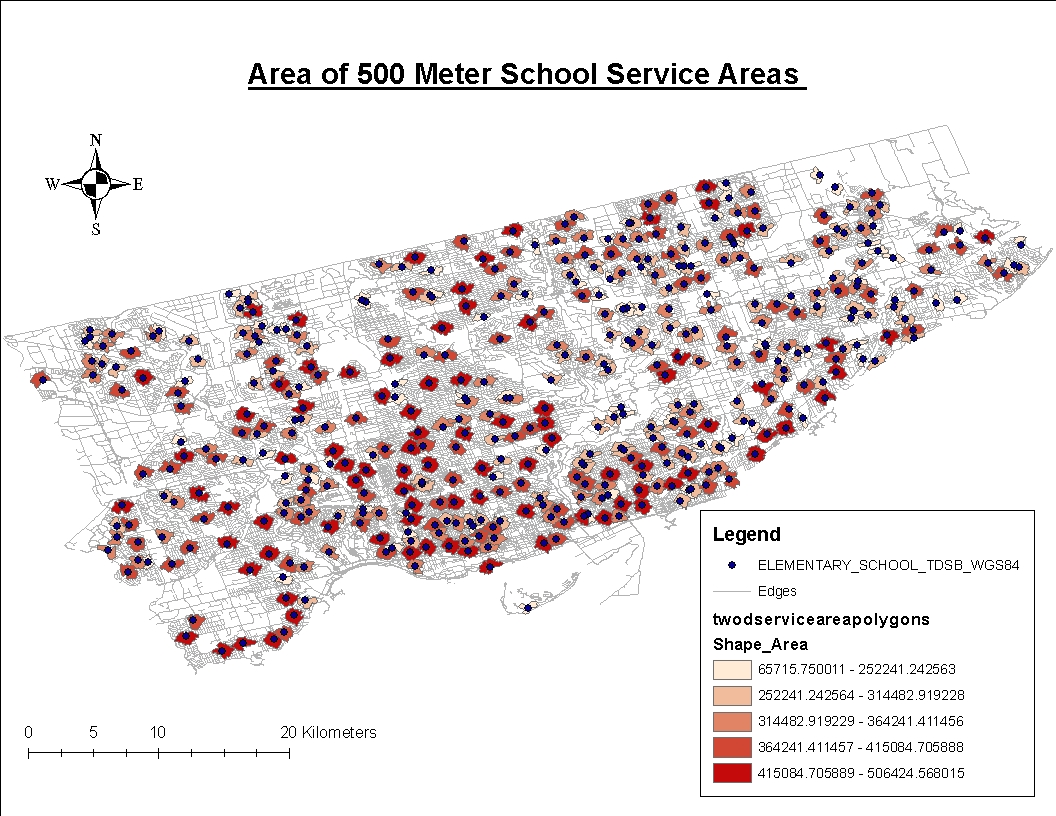 Area of 500 Meter School Service Areas
N
W E
S
Legend
ELEMENTARY_SCHOOL_TDSB_WGS84
Edges
twodserviceareapolygons
Shape_Area
65715.750011 - 252241.242563
252241.242564 - 314482.919228
314482.919229 - 364241.411456
364241.411457 - 415084.705888
415084.705889 - 506424.568015
0 5 10 20 Kilometers